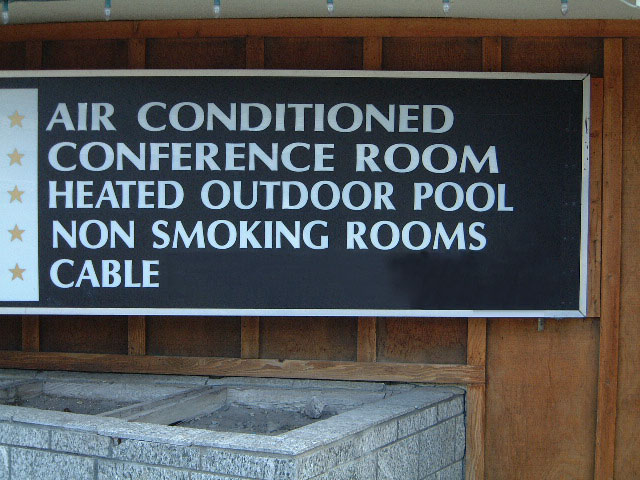 AIR CONDITIONED
CONFERENCE ROOM
HEATED OUTDOOR POOL
NON SMOKING ROOMS
CABLE